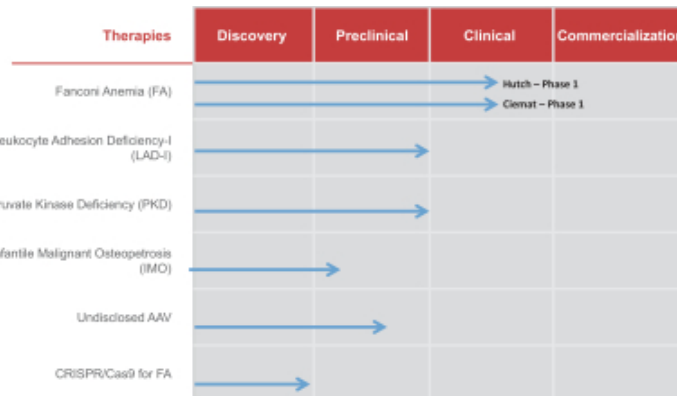 Therapies Discovery Preclinical Clinical Commercializatio
Fanconi Anemia (FA) Hutch – Phase 1
Ciemat – Phase 1
eukocyte Adhesion Deficiency-I
(LAD-I)
ruvate Kinase Deficiency (PKD)
fantile Malignant Osteopetrosis
(IMO)
Undisclosed AAV
CRISPR/Cas9 for FA